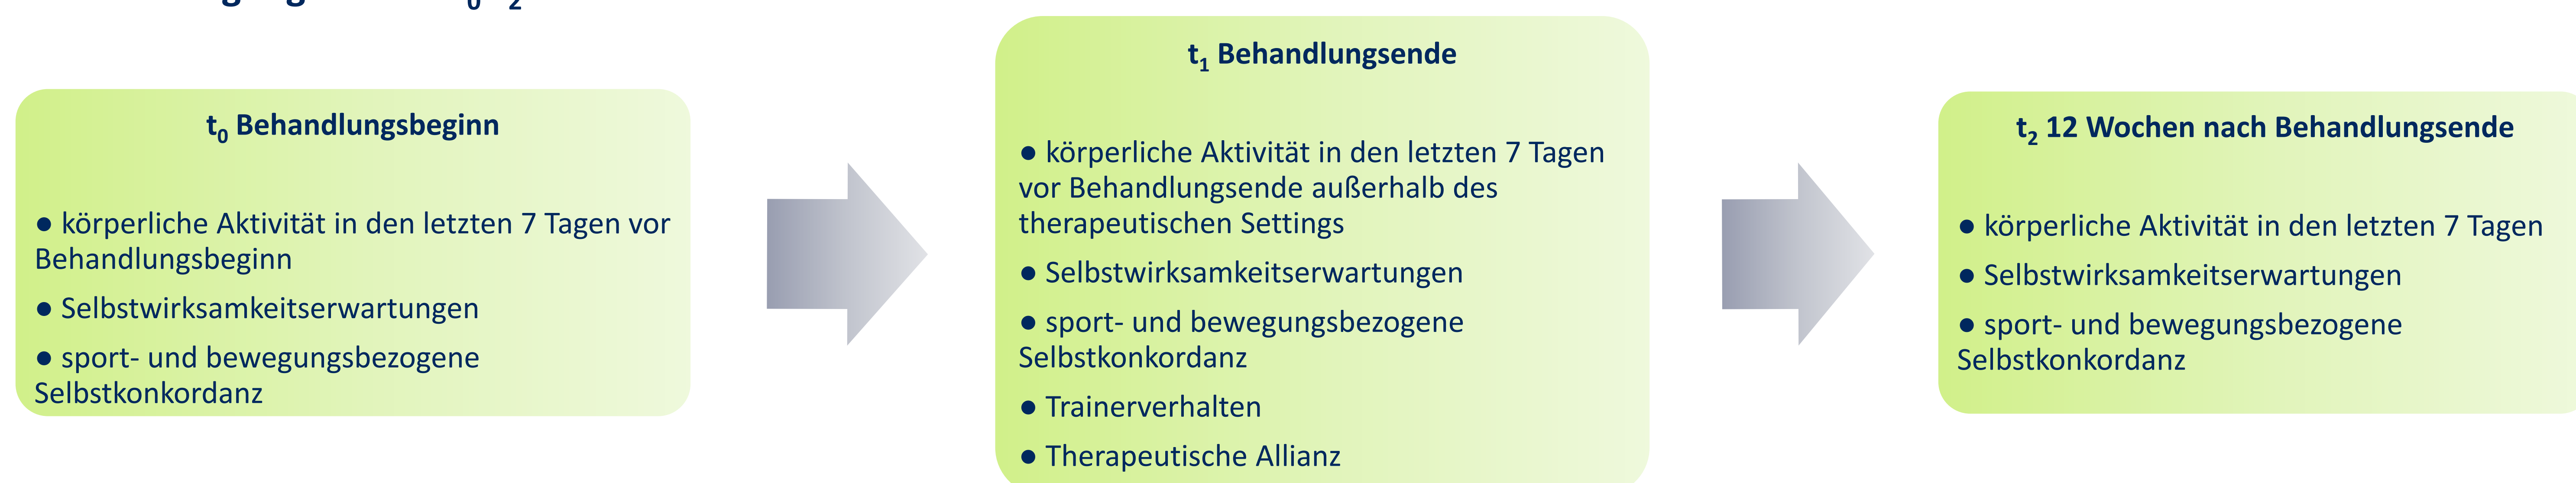 t0 Behandlungsbeginn
● körperliche Aktivität in den letzten 7 Tagen vor
Behandlungsbeginn
● Selbstwirksamkeitserwartungen
● sport- und bewegungsbezogene
Selbstkonkordanz
t1 Behandlungsende
● körperliche Aktivität in den letzten 7 Tagen
vor Behandlungsende außerhalb des
therapeutischen Settings
● Selbstwirksamkeitserwartungen
● sport- und bewegungsbezogene
Selbstkonkordanz
● Trainerverhalten
● Therapeutische Allianz
t2 12 Wochen nach Behandlungsende
● körperliche Aktivität in den letzten 7 Tagen
● Selbstwirksamkeitserwartungen
● sport- und bewegungsbezogene
Selbstkonkordanz